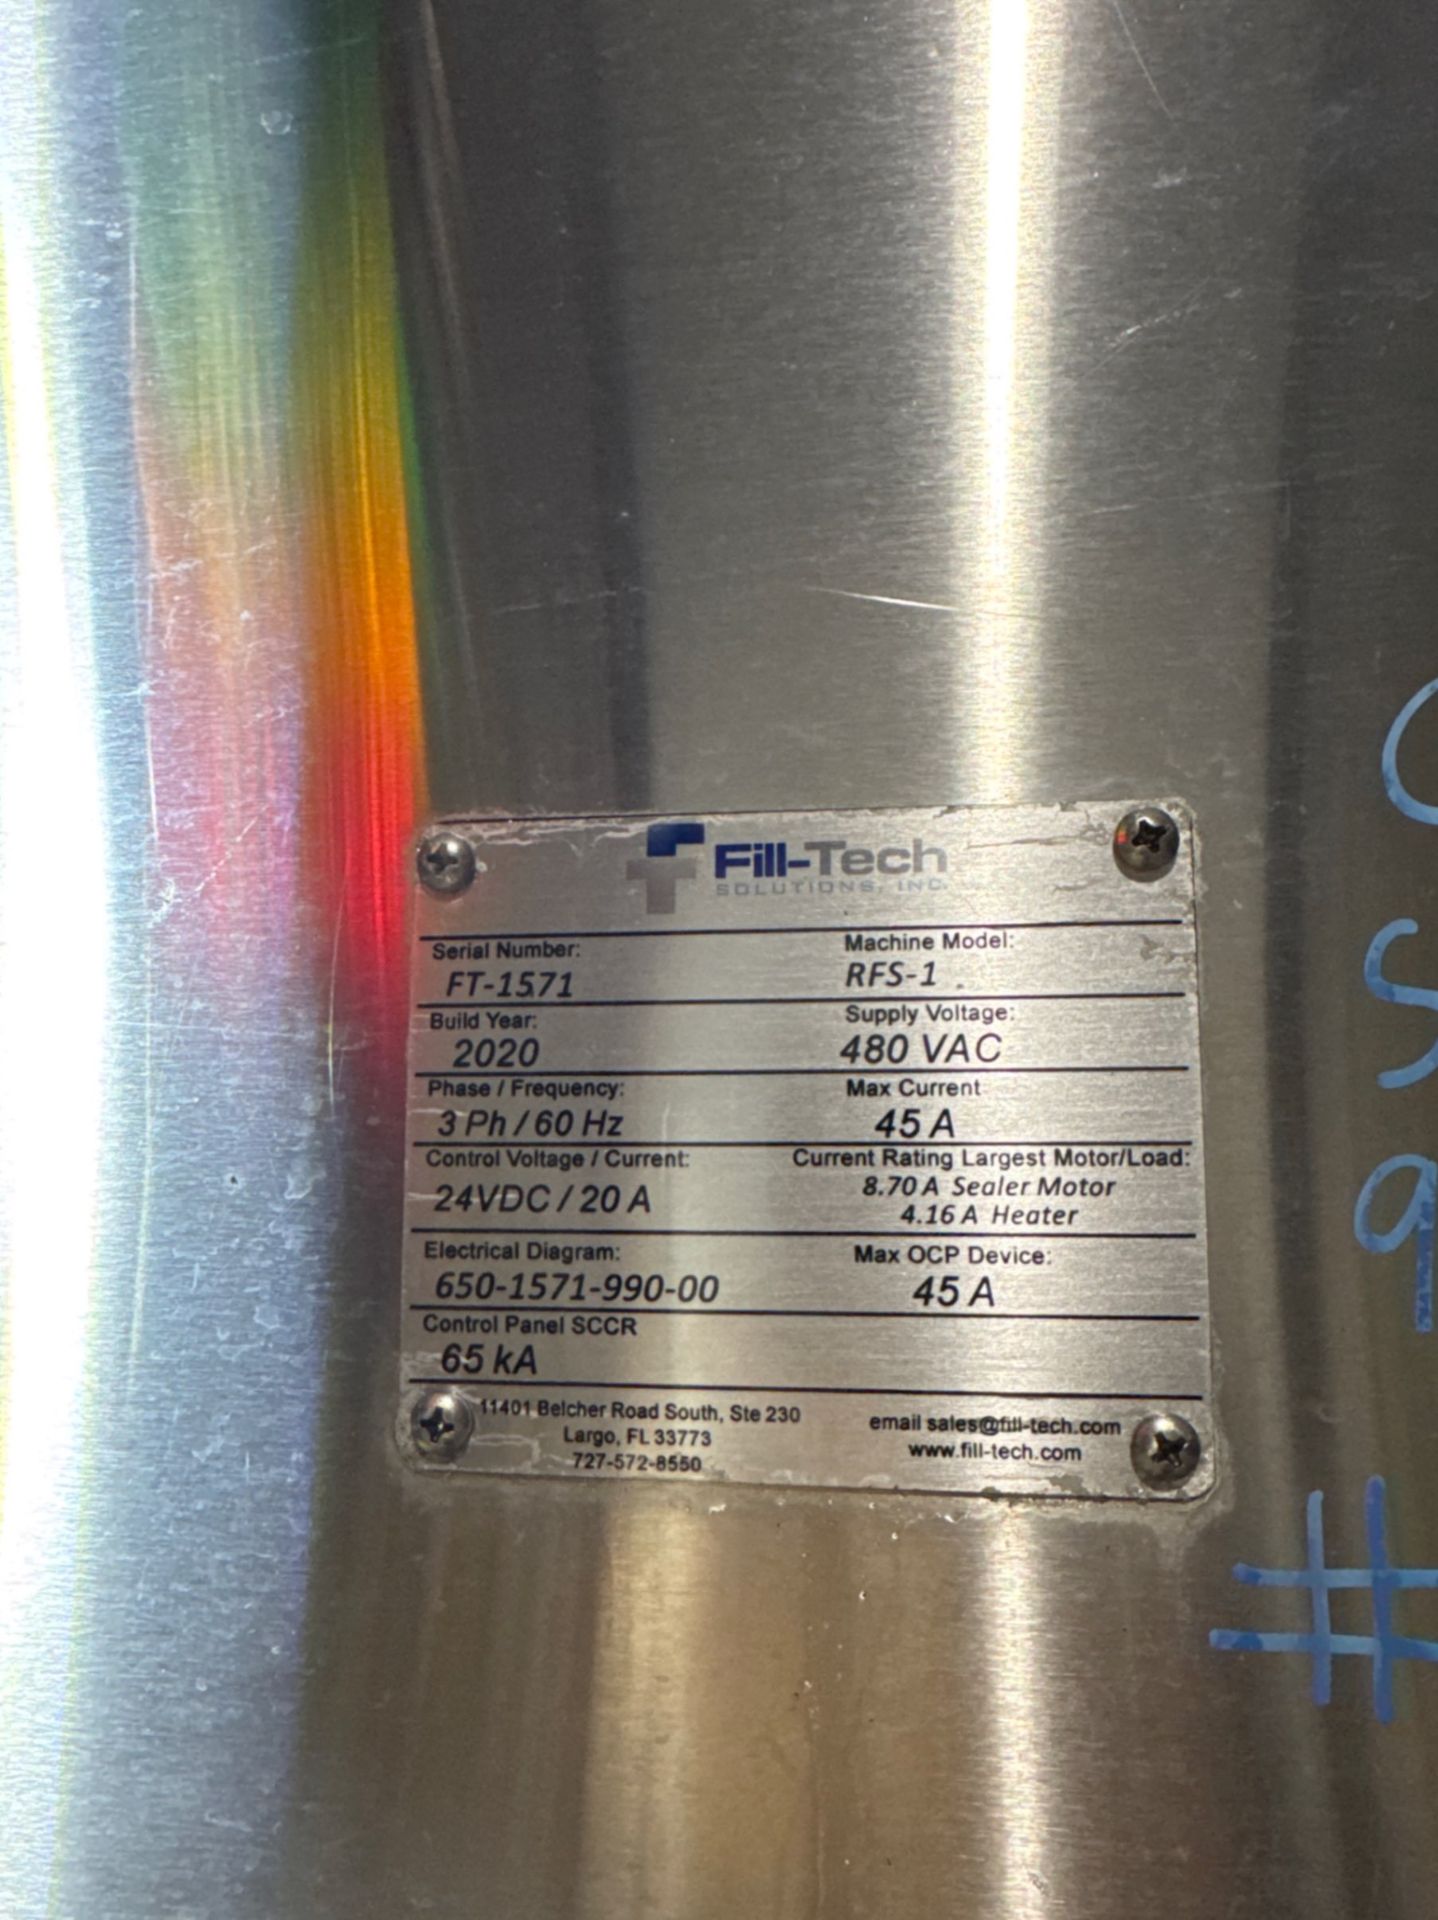 Fill-Tech
SOLUTIONS, INC.
Serial Number: Machine Model:
FT-1571 RFS-1
Build Year: Supply Voltage:
2020 480 VAC
Phase / Frequency: Max Current
3 Ph / 60 Hz 45 A
Control Voltage / Current: Current Rating Largest Motor/Load:
24VDC / 20 A 8.70 A Sealer Motor
4.16 A Heater
Electrical Diagram: Max OCP Device:
650-1571-990-00 45 A
Control Panel SCCR
65 kA
11401 Belcher Road South, Ste 230
Largo, FL 33773
727-572-8550
email sales@fill-tech.com
www.fill-tech.com
#